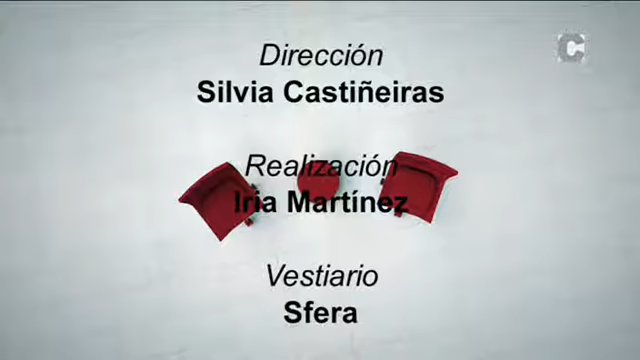 Dirección
Silvia Castiñeiras
Realización
Iria Martínez
Vestiario
Sfera
C